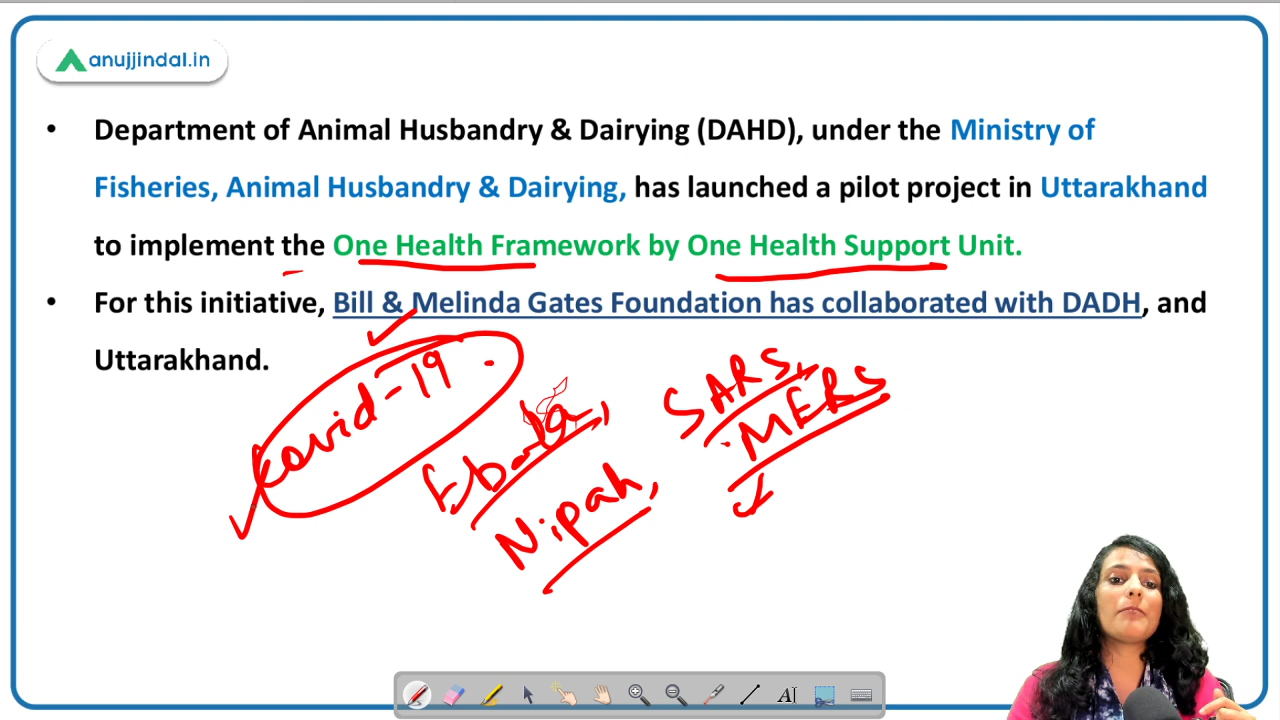 anujjindal.in
• Department of Animal Husbandry & Dairying (DAHD), under the Ministry of
Fisheries, Animal Husbandry & Dairying, has launched a pilot project in Uttarakhand
to implement the One Health Framework by One Health Support Unit.
• For this initiative, Bill & Melinda Gates Foundation has collaborated with DADH, and
Uttarakhand.
Covid-19
SARS,
MERS
Nipah,
A